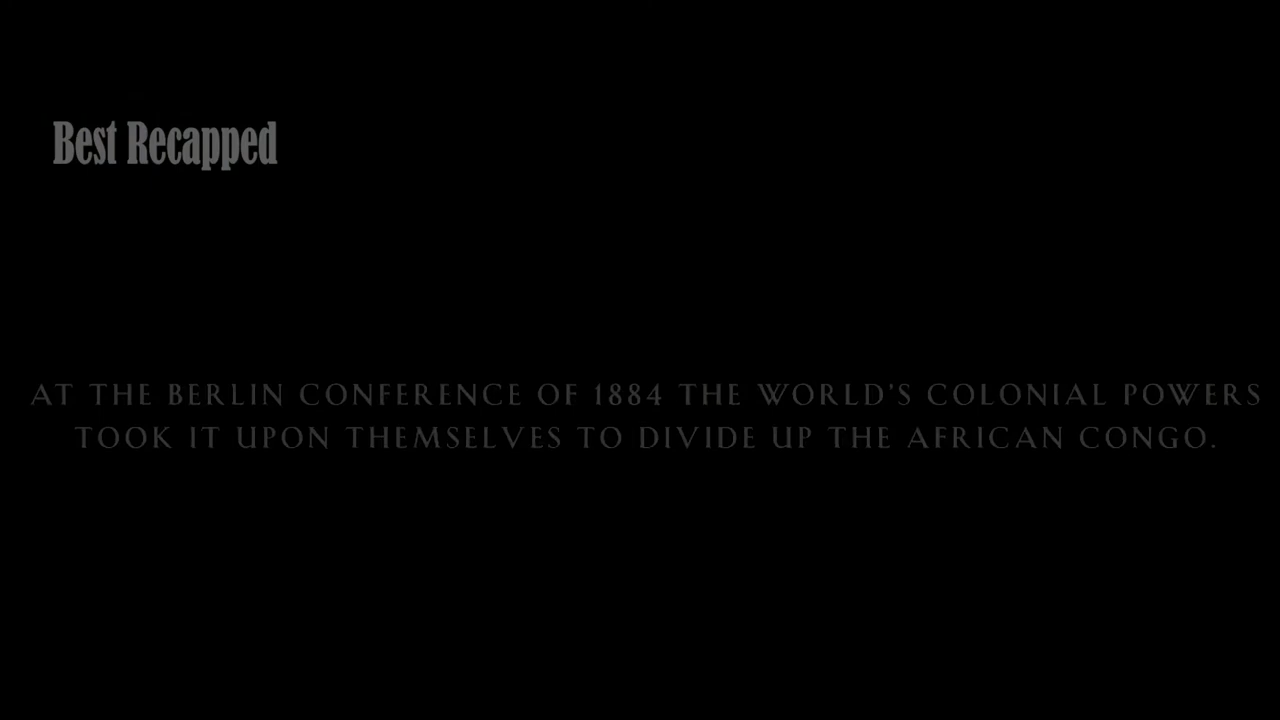 Best Recapped
AT THE BERLIN CONFERENCE OF 1884 THE WORLD'S COLONIAL POWERS
TOOK IT UPON THEMSELVES TO DIVIDE UP THE AFRICAN CONGO.